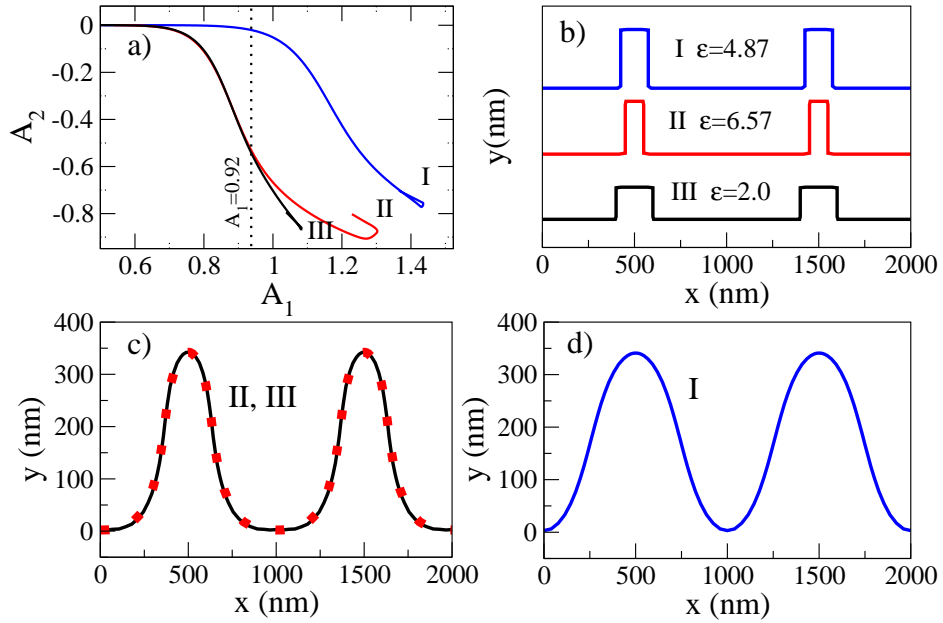 a)
0
-0.2
-0.4
-0.6
-0.8
A_2
A_1=0.92
I
II
III
0.6 0.8 1 1.2 1.4
A_1
b)
I ε=4.87
II ε=6.57
III ε=2.0
y(nm)
0 500 1000 1500 2000
x (nm)
c)
II, III
400
300
200
100
0
y (nm)
0 500 1000 1500 2000
x (nm)
d)
I
400
300
200
100
0
y (nm)
0 500 1000 1500 2000
x (nm)